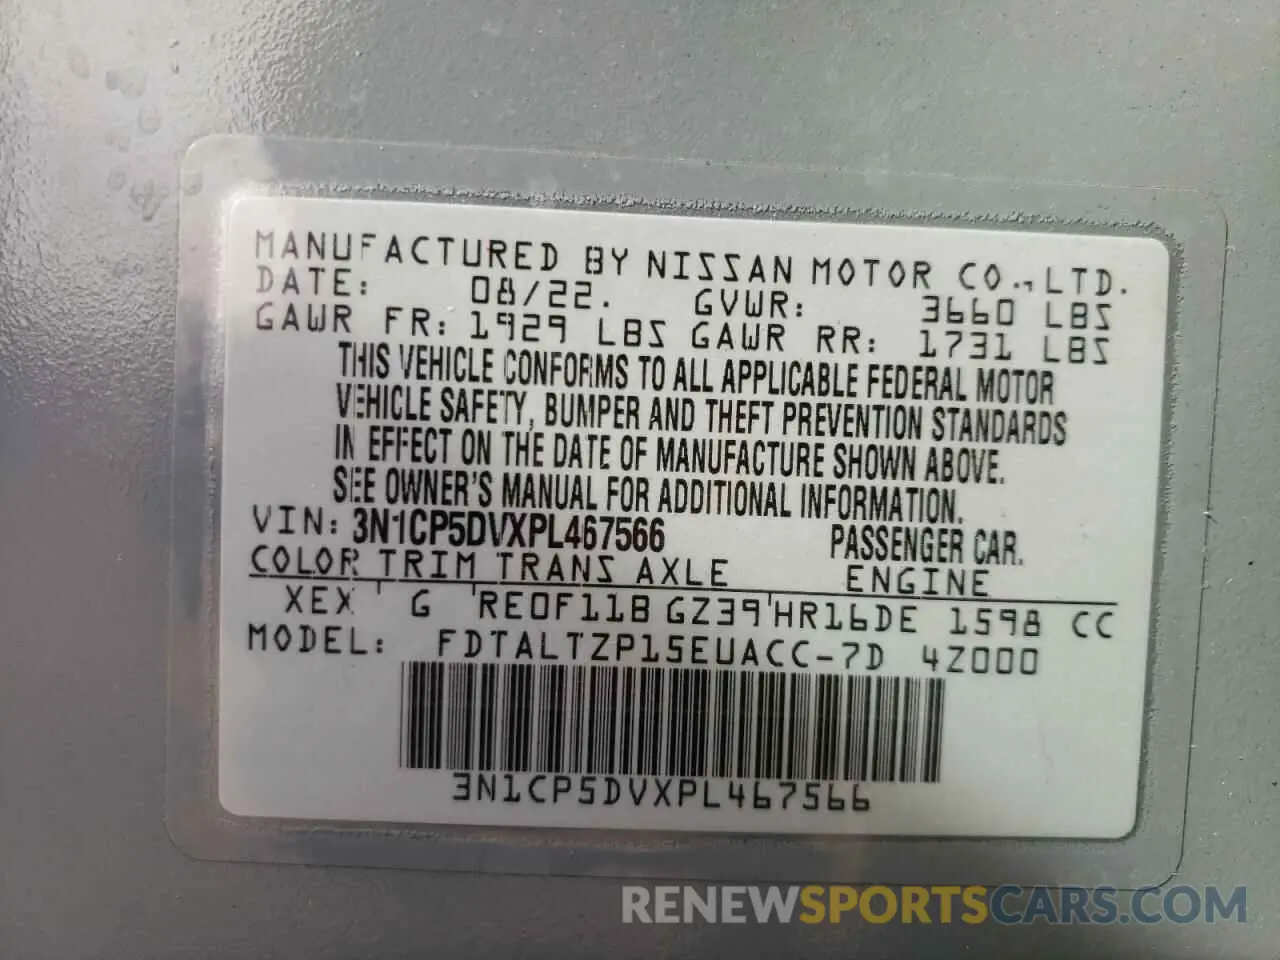 MANUFACTURED BY NISSAN MOTOR CO., LTD.
DATE: 08/22. GVWR: 3660 LBS
GAWR FR: 1929 LBS GAWR RR: 1731 LBS
THIS VEHICLE CONFORMS TO ALL APPLICABLE FEDERAL MOTOR
VEHICLE SAFETY, BUMPER AND THEFT PREVENTION STANDARDS
IN EFFECT ON THE DATE OF MANUFACTURE SHOWN ABOVE.
SEE OWNER'S MANUAL FOR ADDITIONAL INFORMATION.
VIN: 3N1CP5DVXPL467566 PASSENGER CAR.
COLOR TRIM TRANS AXLE ENGINE
XEX G RE0F11B GZ39 HR16DE 1598 CC
MODEL: FDTALTZP15EUACC-7D 4Z000
3N1CP5DVXPL467566
RENEWSPORTSCARS.COM